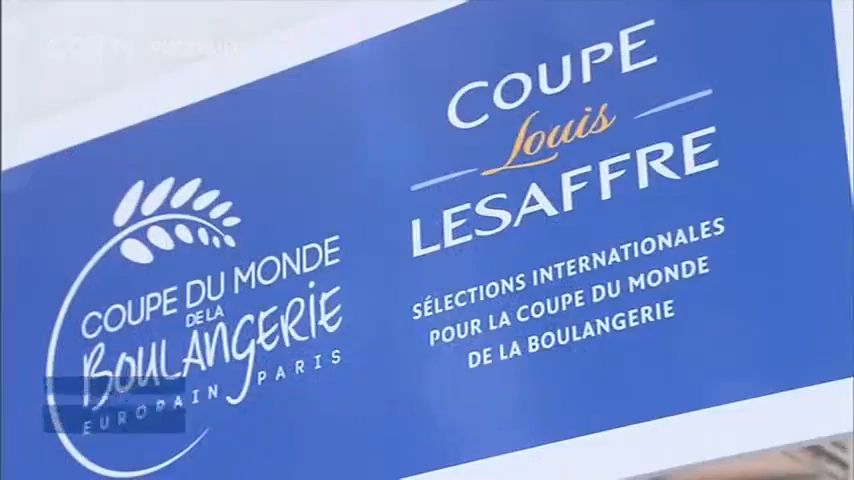 CGTN
COUPE DU MONDE
DE LA
BOULANGERIE
EUROPAIN PARIS
COUPE
Louis
LESAFFRE
SÉLECTIONS INTERNATIONALES
POUR LA COUPE DU MONDE
DE LA BOULANGERIE